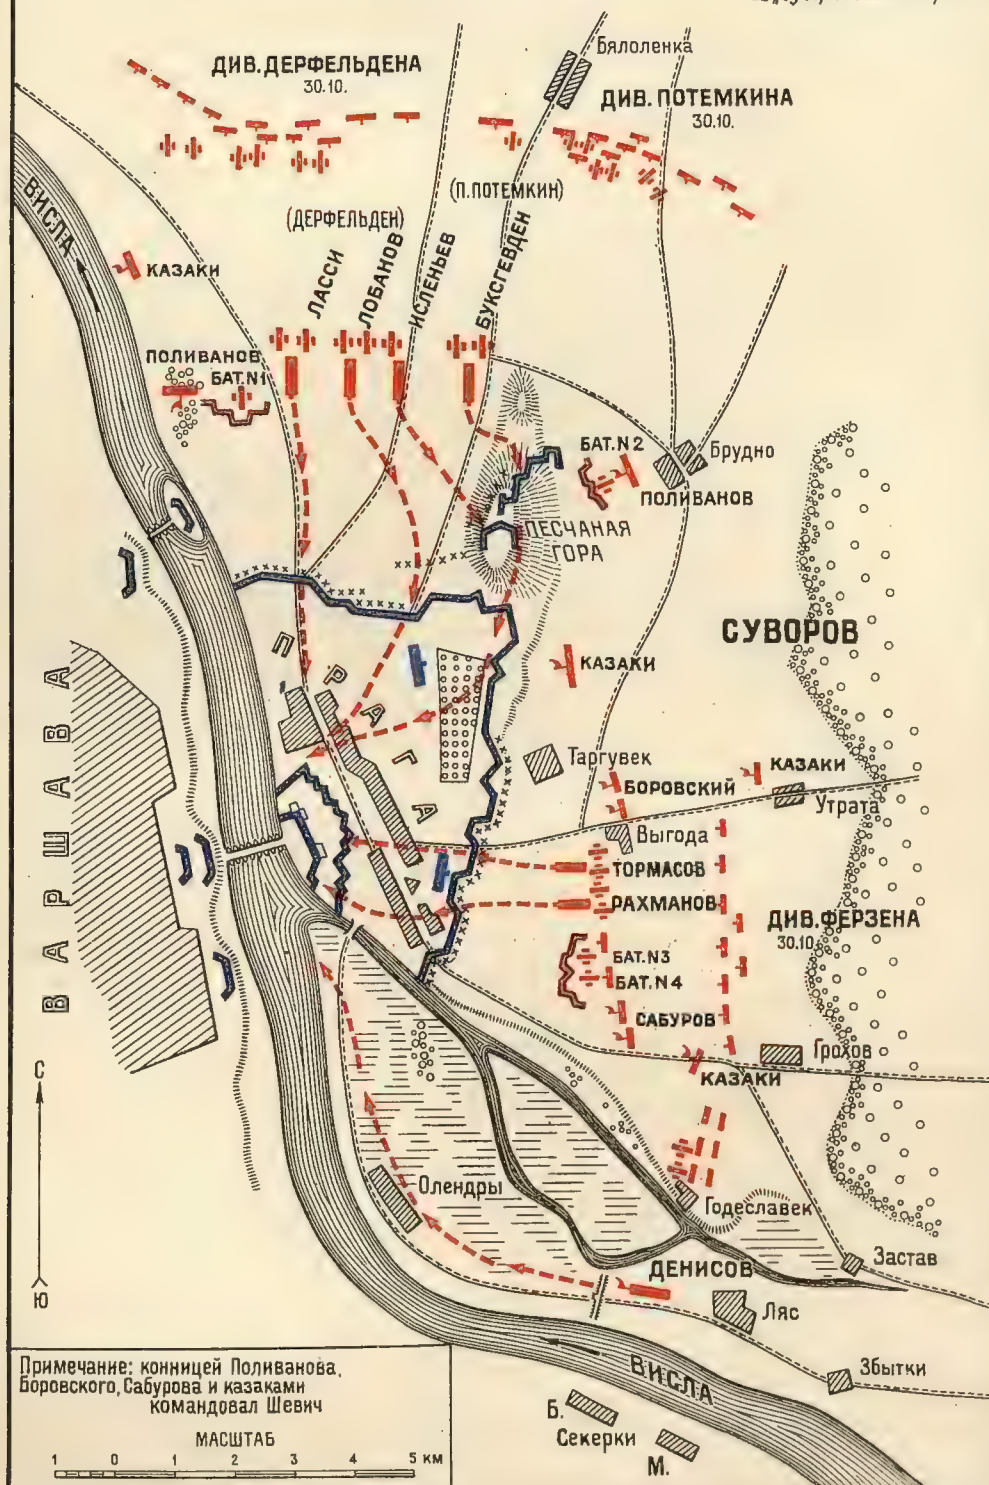 Бялоленка
ДИВ. ДЕРФЕЛЬДЕНА
30.10.
ДИВ. ПОТЕМКИНА
30.10.
ВИСЛА
(П.ПОТЕМКИН)
(ДЕРФЕЛЬДЕН)
КАЗАКИ
ЛАССИ
ЛОБАНОВ
ИСЛЕНЬЕВ
БУКСГЕВДЕН
ПОЛИВАНОВ
БАТ.N1
БАТ.N2
Брудно
ПОЛИВАНОВ
ПЕСЧАНАЯ
ГОРА
СУВОРОВ
КАЗАКИ
ПРАГА
ВАРШАВА
Таргувек
КАЗАКИ
БОРОВСКИЙ
Утрата
Выгода
ТОРМАСОВ
РАХМАНОВ
ДИВ. ФЕРЗЕНА
30.10.
БАТ.N3
БАТ.N4
САБУРОВ
Грохов
КАЗАКИ
С
Ю
Олендры
Годеславек
Застав
ДЕНИСОВ
Ляс
Збытки
ВИСЛА
Б.
Секерки
М.
Примечание: конницей Поливанова,
Боровского, Сабурова и казаками
командовал Шевич
МАСШТАБ
1 0 1 2 3 4 5 км